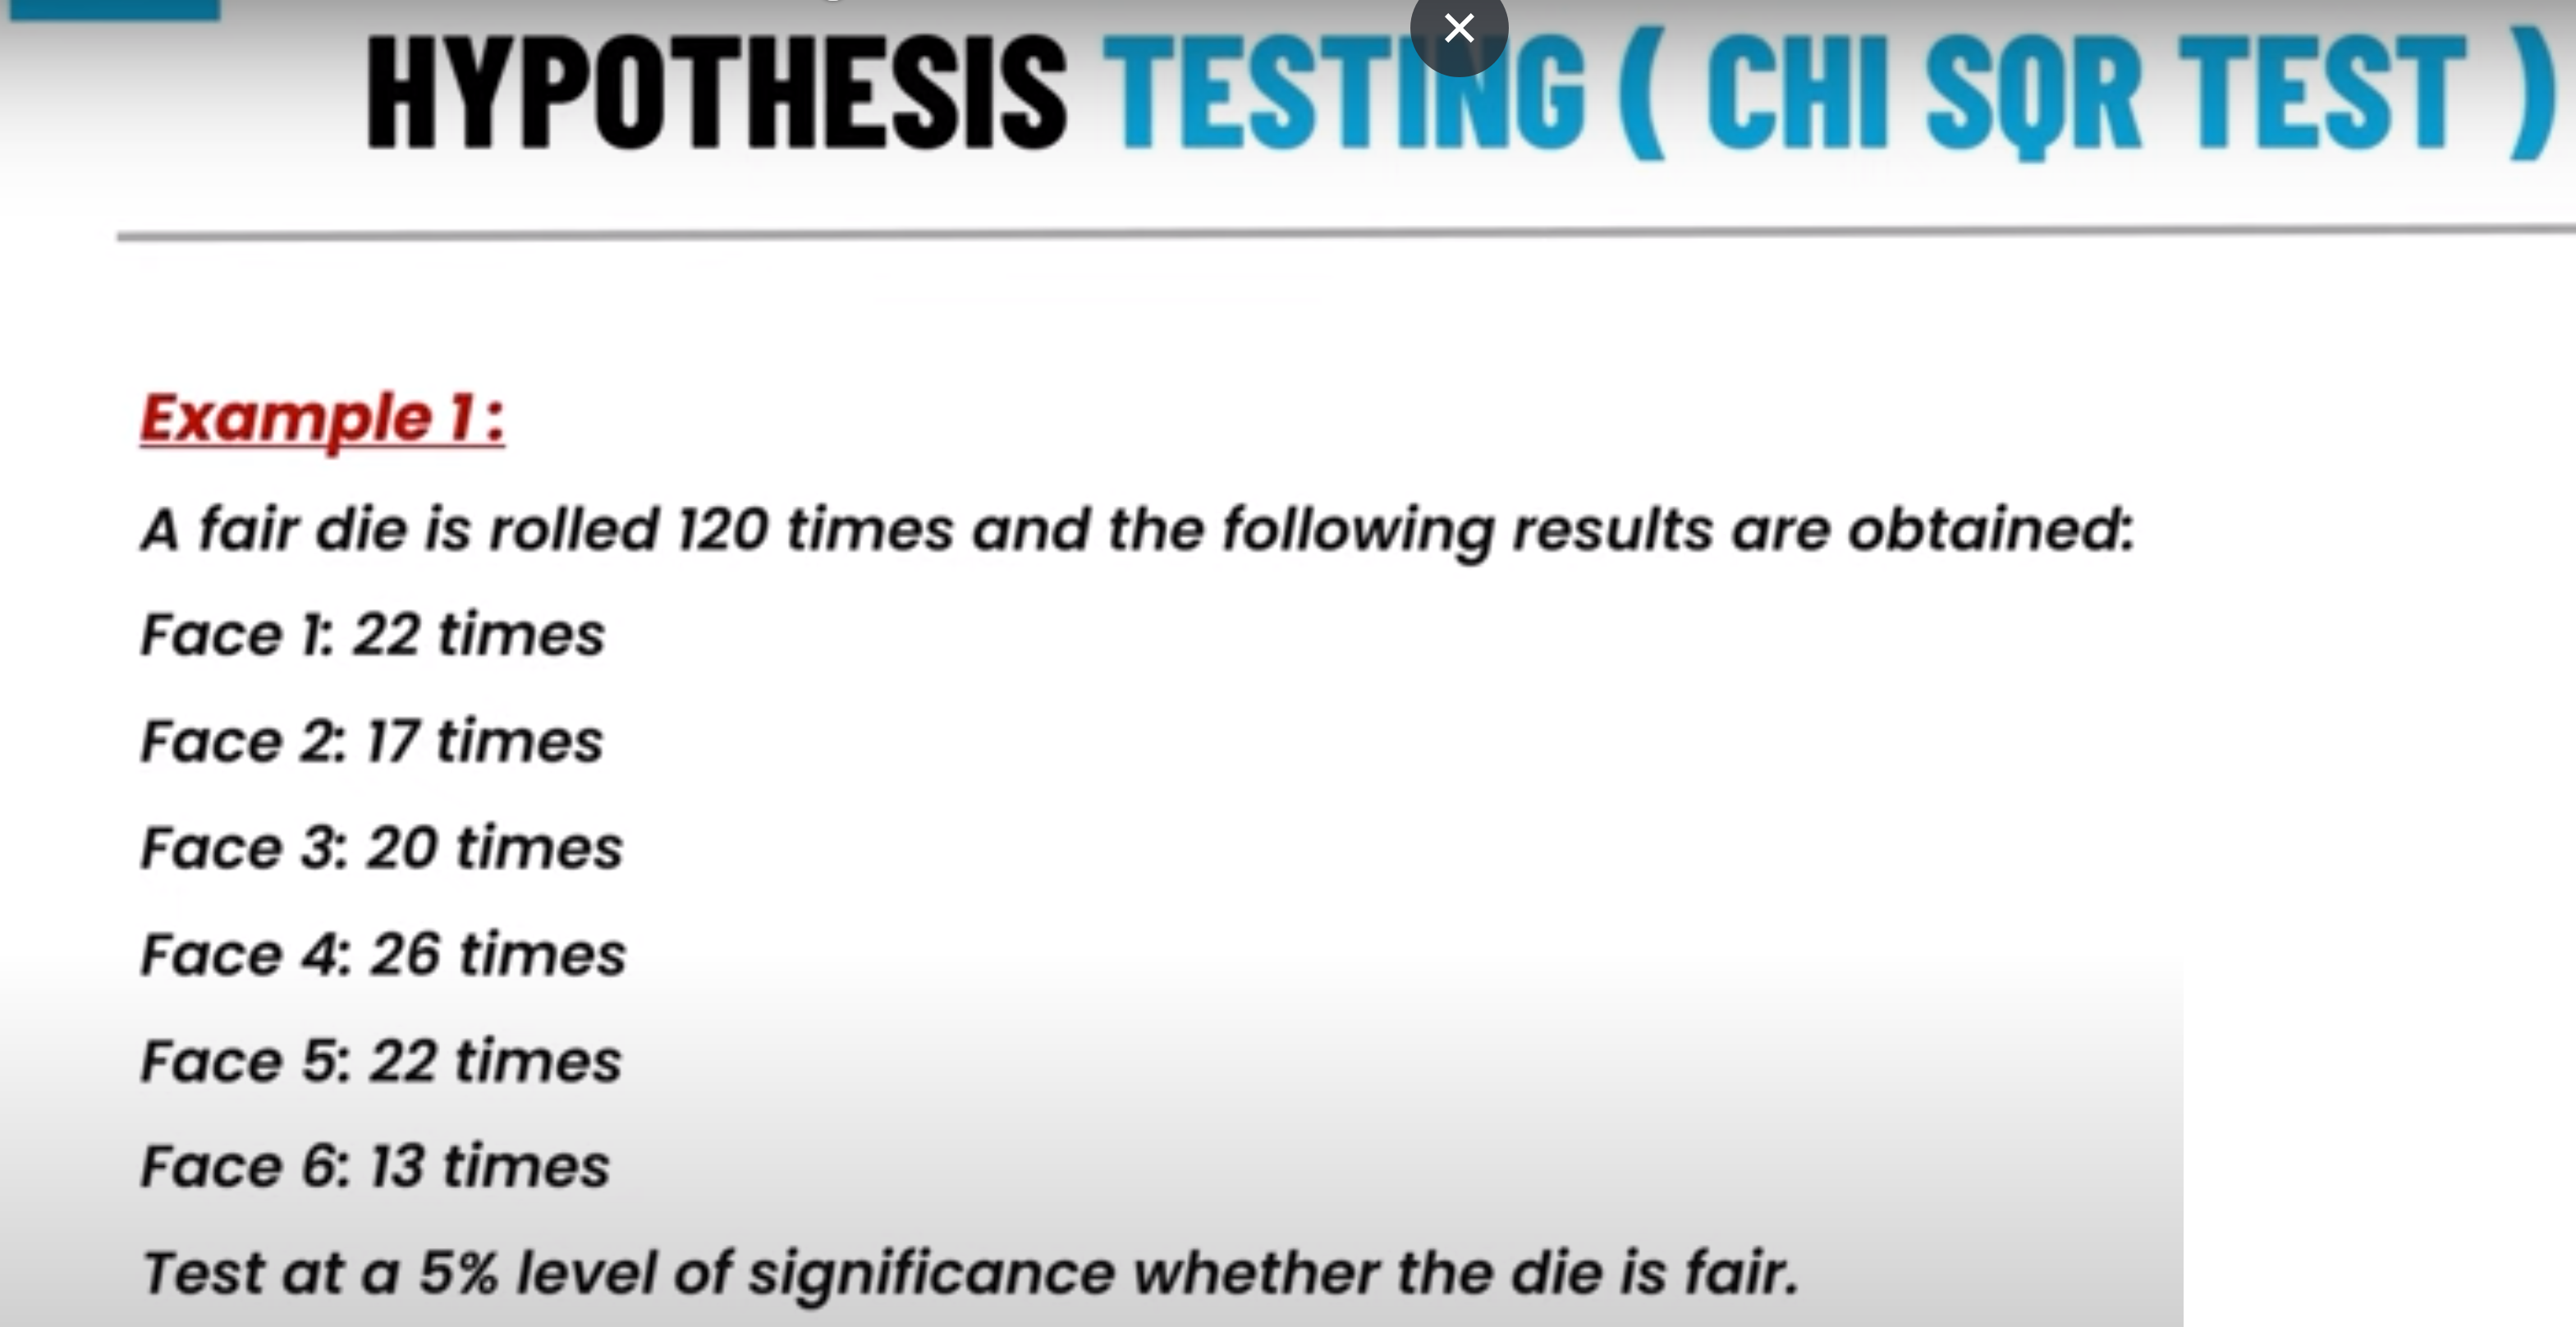 HYPOTHESIS TESTING ( CHI SQR TEST )
Example 1 :
A fair die is rolled 120 times and the following results are obtained:
Face 1: 22 times
Face 2: 17 times
Face 3: 20 times
Face 4: 26 times
Face 5: 22 times
Face 6: 13 times
Test at a 5% level of significance whether the die is fair.